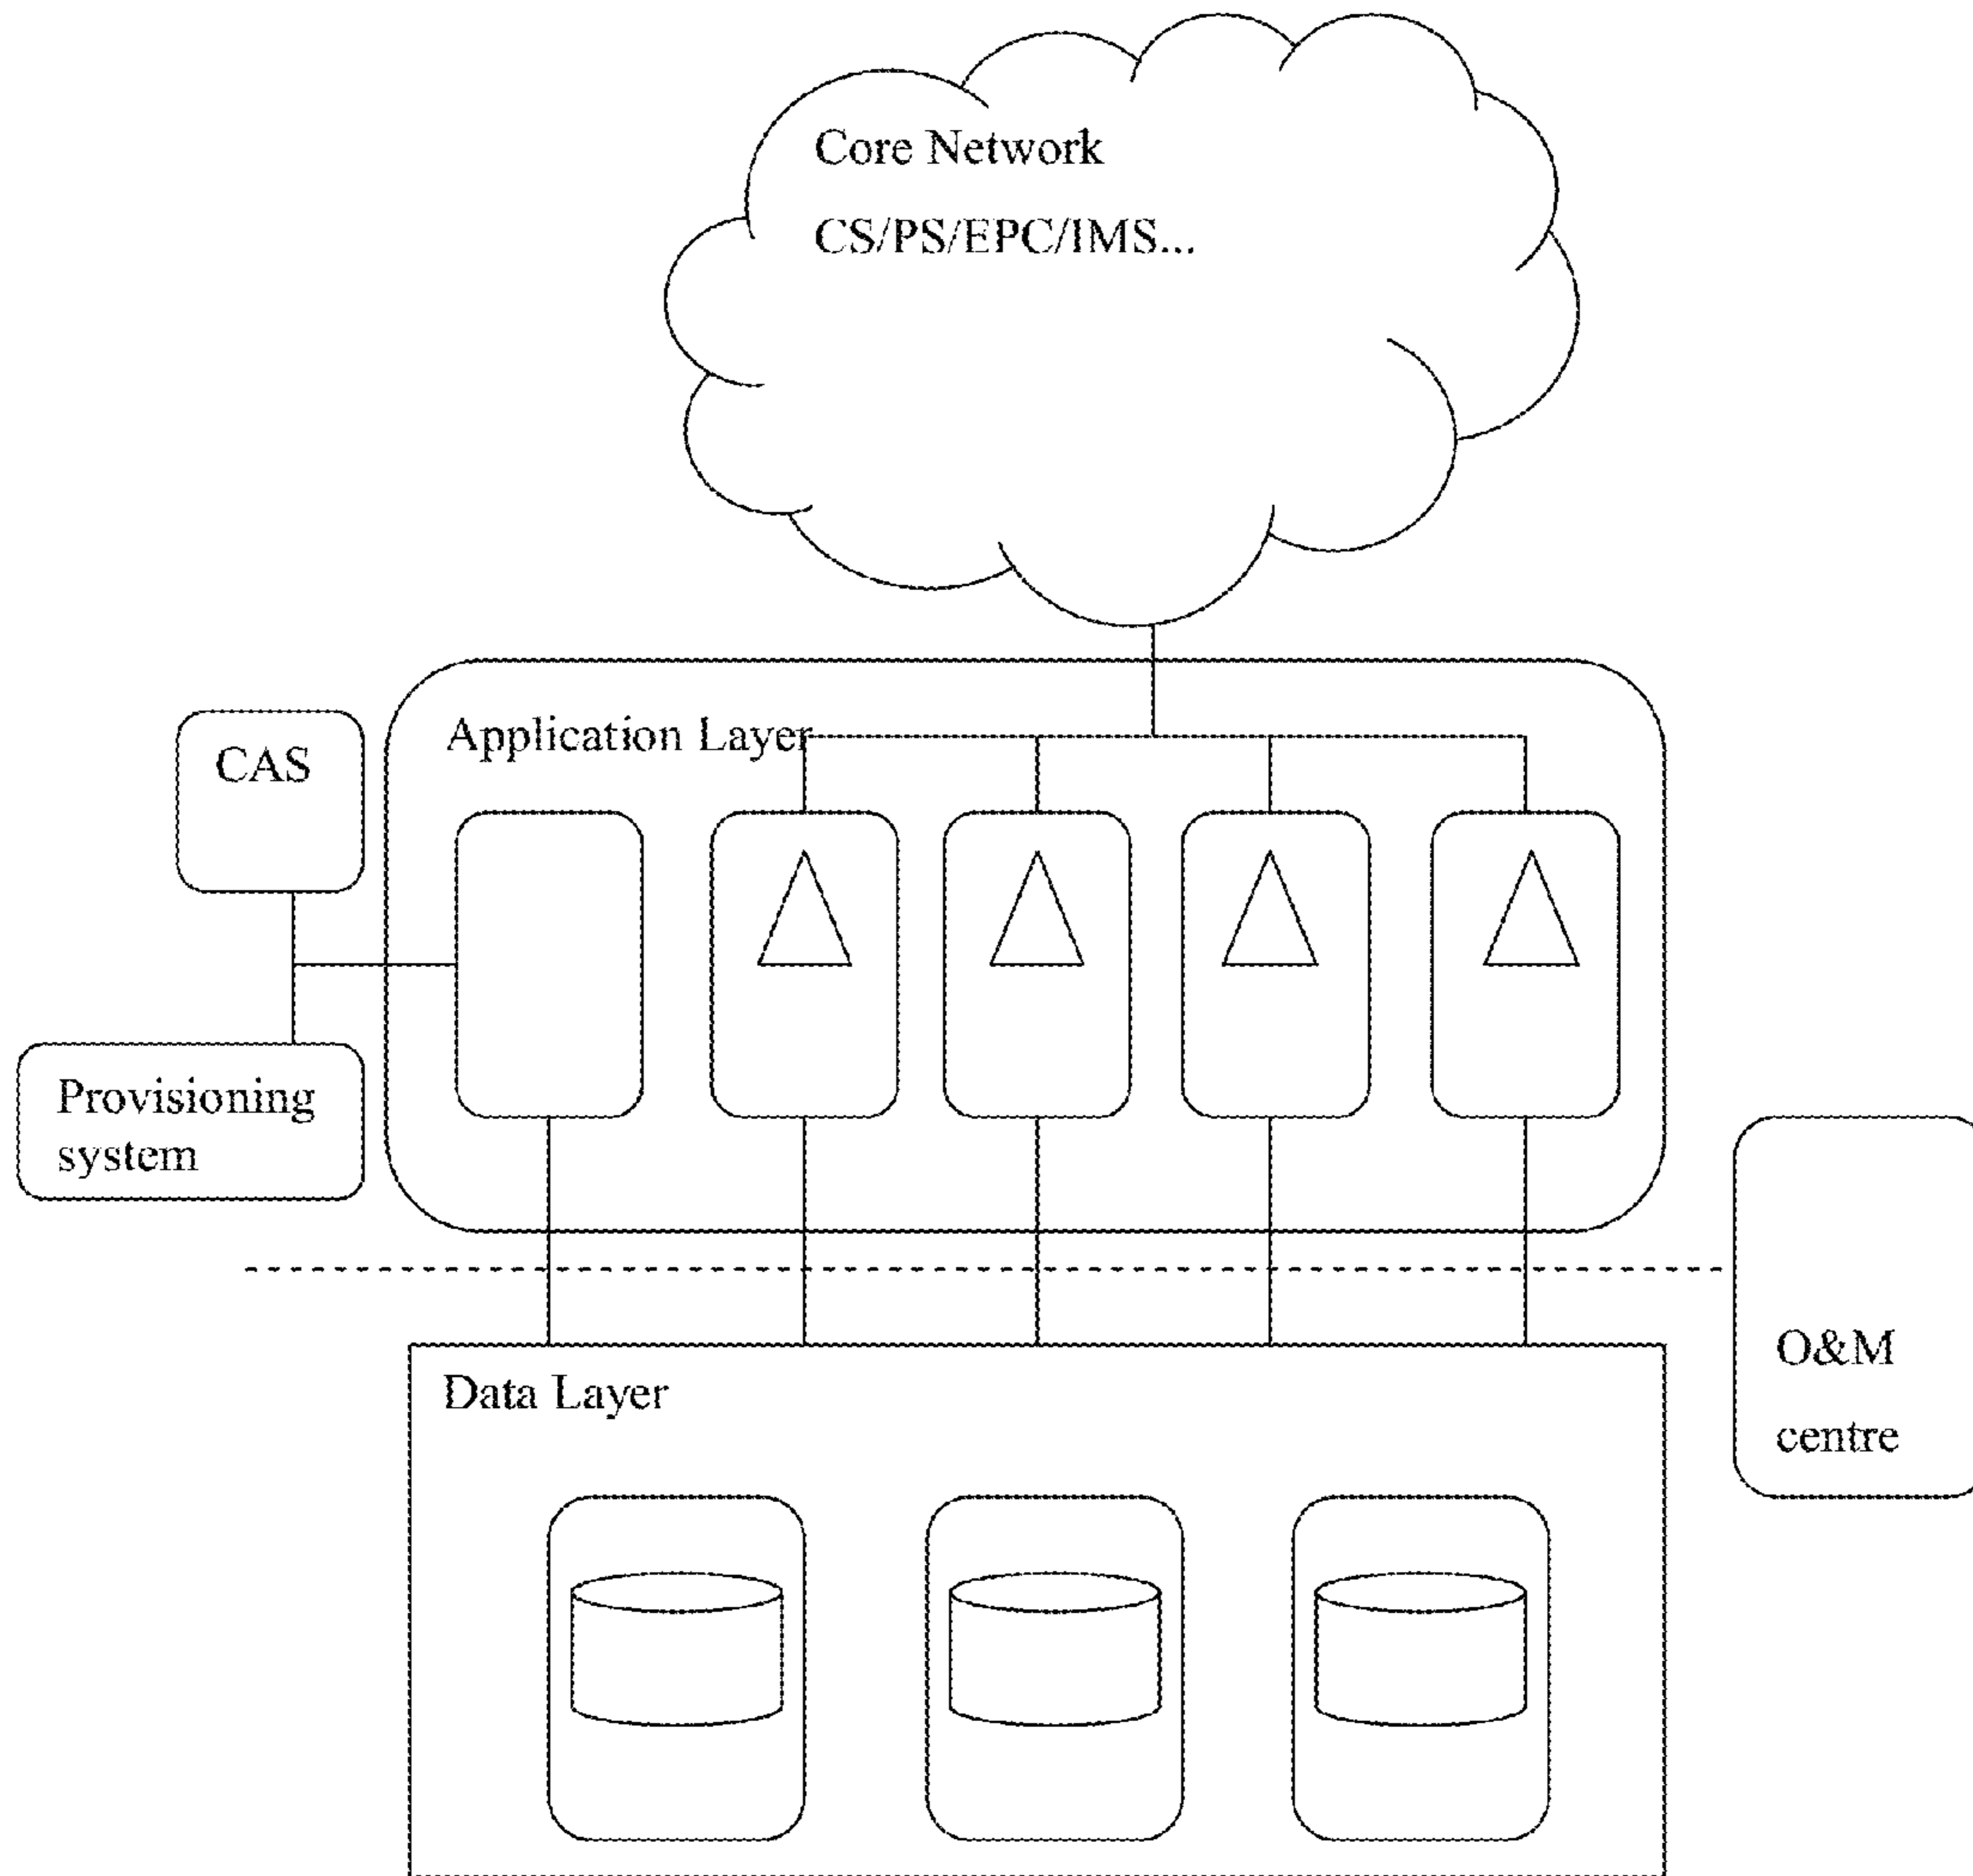 Core Network
CS/PS/EPC/IMS...
Application Layer
CAS
Provisioning
system
Data Layer
O&M
centre